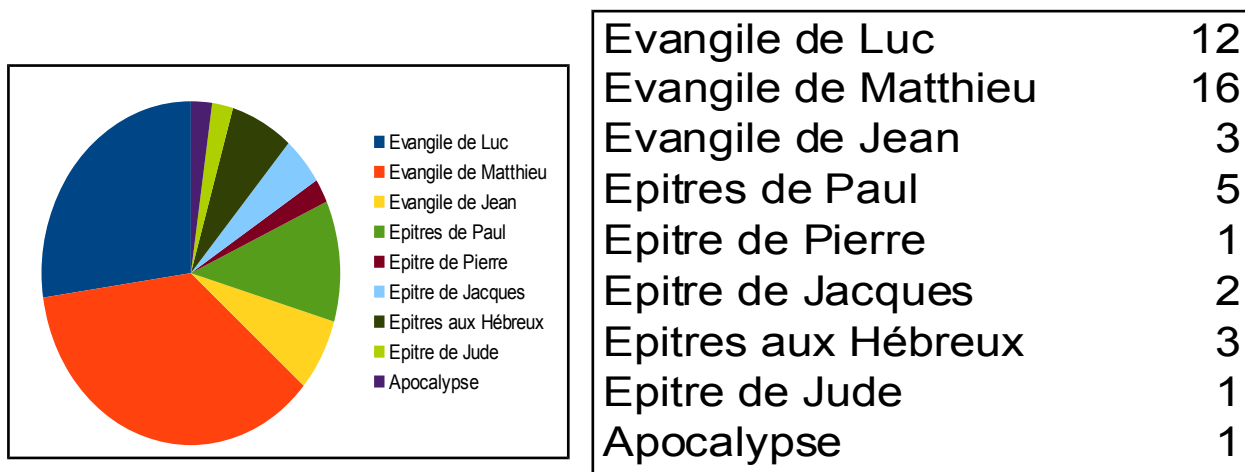 Evangile de Luc
Evangile de Matthieu
Evangile de Jean
Epitres de Paul
Epitre de Pierre
Epitre de Jacques
Epitres aux Hébreux
Epitre de Jude
Apocalypse
Evangile de Luc 12
Evangile de Matthieu 16
Evangile de Jean 3
Epitres de Paul 5
Epitre de Pierre 1
Epitre de Jacques 2
Epitres aux Hébreux 3
Epitre de Jude 1
Apocalypse 1